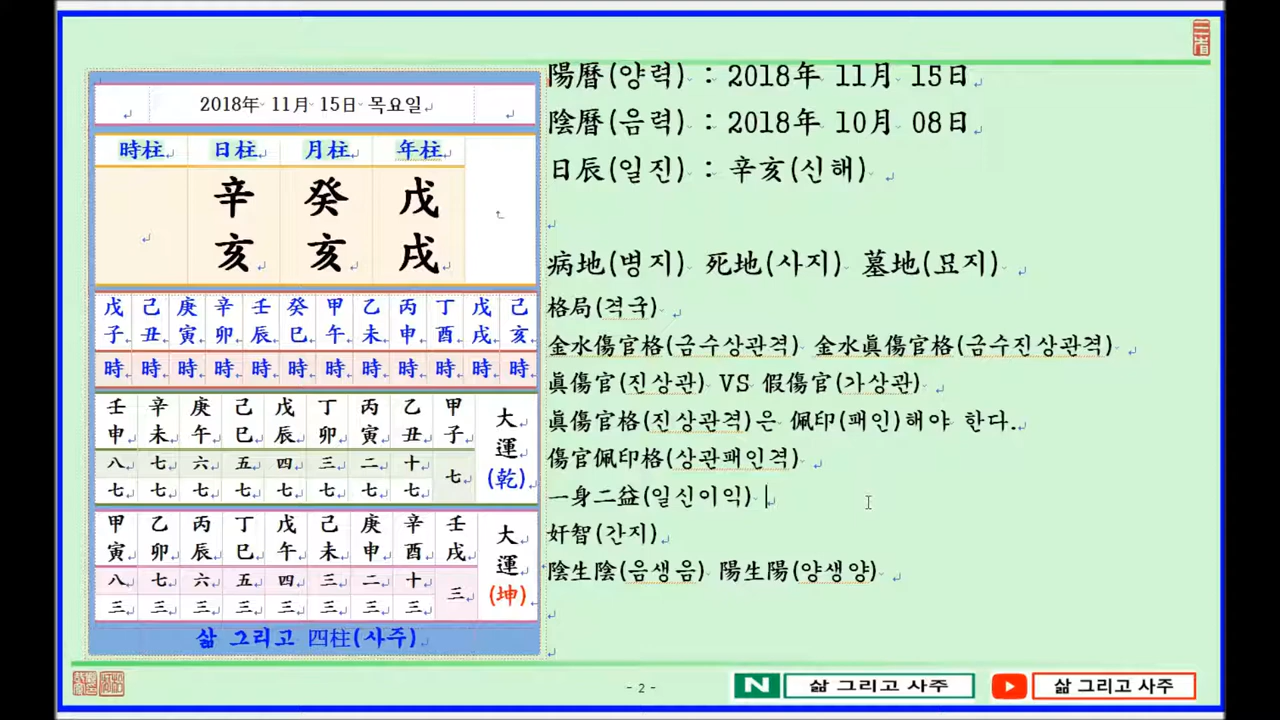 2018年 11月 15日 목요일
時柱 日柱 月柱 年柱
辛 癸 戊
亥 亥 戌
戊 己 庚 辛 壬 癸 甲 乙 丙 丁 戊 己
子 丑 寅 卯 辰 巳 午 未 申 酉 戌 亥
時 時 時 時 時 時 時 時 時 時 時 時
壬 辛 庚 己 戊 丁 丙 乙 甲
申 未 午 巳 辰 卯 寅 丑 子
八 七 六 五 四 三 二 十 七
七 七 七 七 七 七 七 七
大
運
(乾)
甲 乙 丙 丁 戊 己 庚 辛 壬
寅 卯 辰 巳 午 未 申 酉 戌
八 七 六 五 四 三 二 十 三
三 三 三 三 三 三 三 三
大
運
(坤)
삶 그리고 四柱(사주)
陽曆(양력) : 2018年 11月 15日
陰曆(음력) : 2018年 10月 08日
日辰(일진) : 辛亥(신해)
病地(병지) 死地(사지) 墓地(묘지)
格局(격국)
金水傷官格(금수상관격) 金水眞傷官格(금수진상관격)
眞傷官(진상관) VS 假傷官(가상관)
眞傷官格(진상관격)은 佩印(패인)해야 한다.
傷官佩印格(상관패인격)
一身二益(일신이익)
奸智(간지)
陰生陰(음생음) 陽生陽(양생양)
- 2 -
N 삶 그리고 사주
삶 그리고 사주